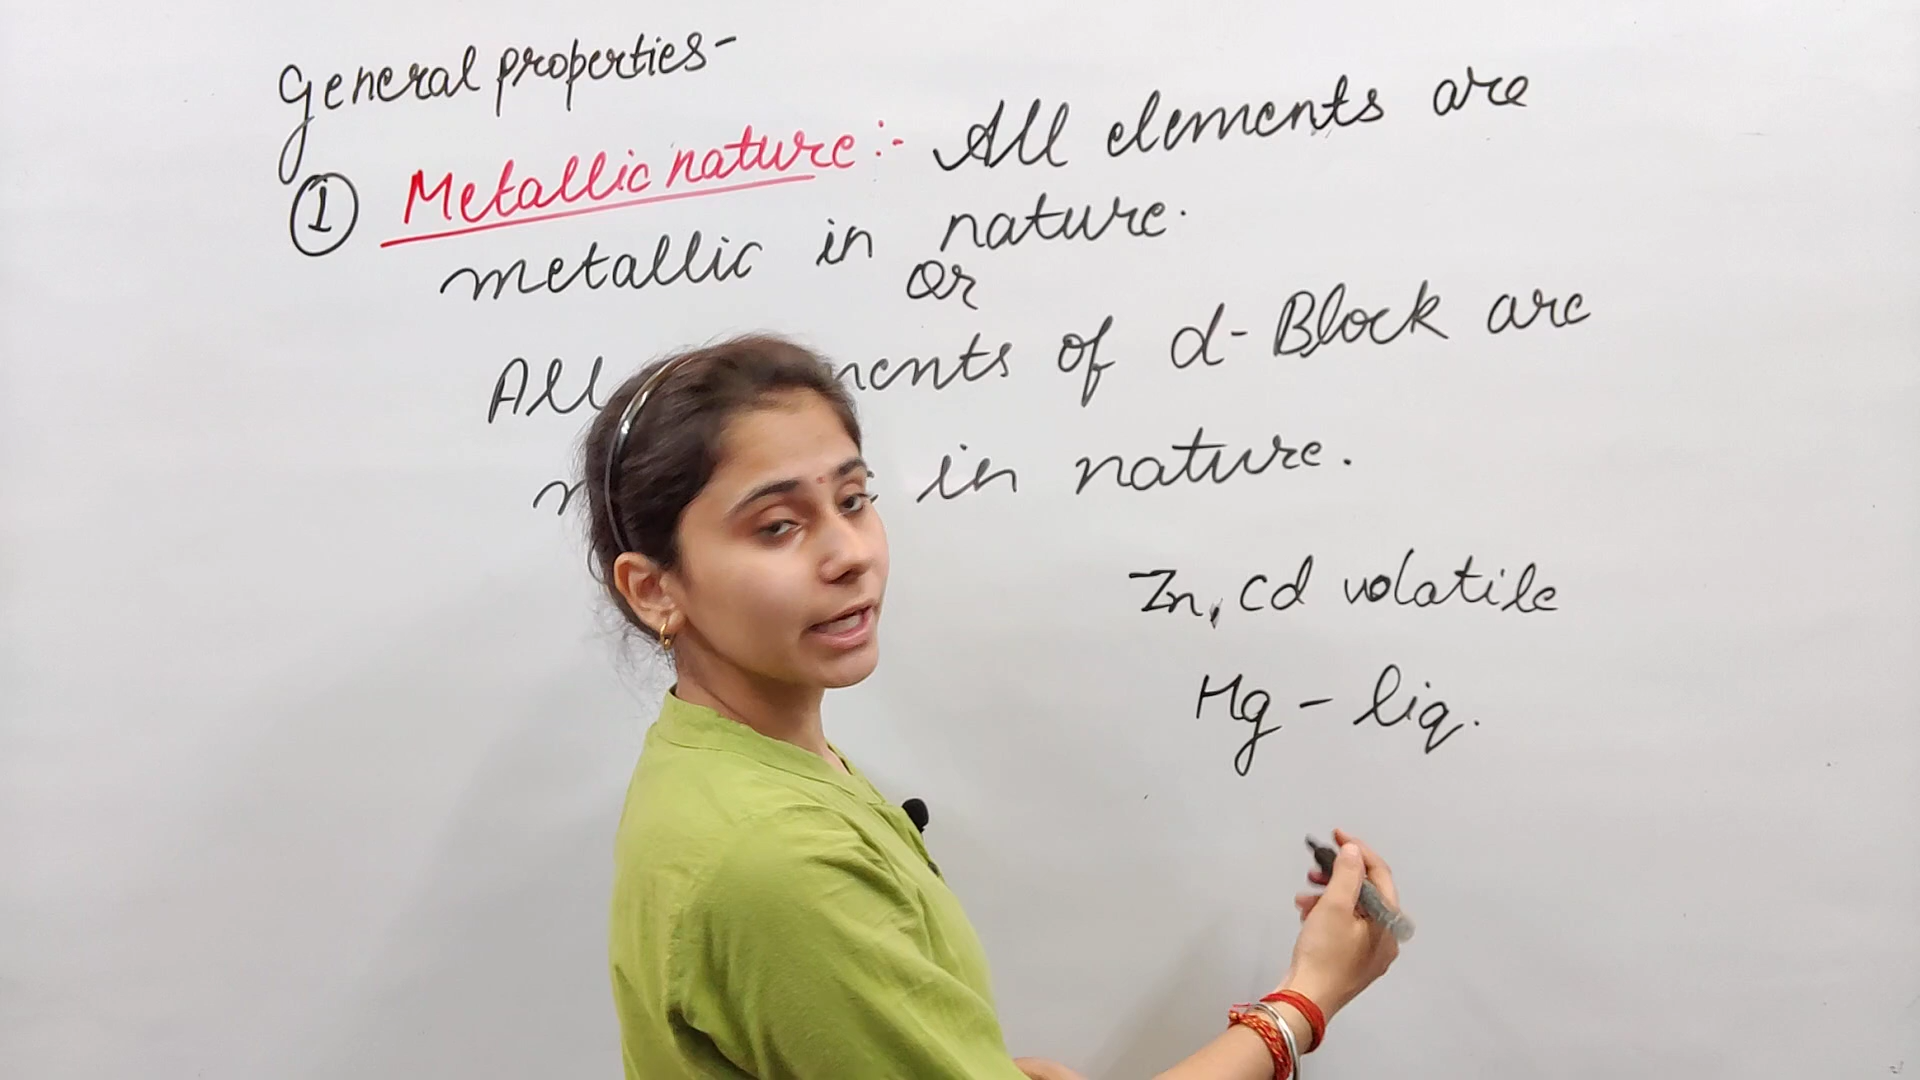 General properties-
① Metallic nature:- All elements are
metallic in nature.
Or
All of d-Block are
in nature.
Zn, Cd volatile
Hg - liq.